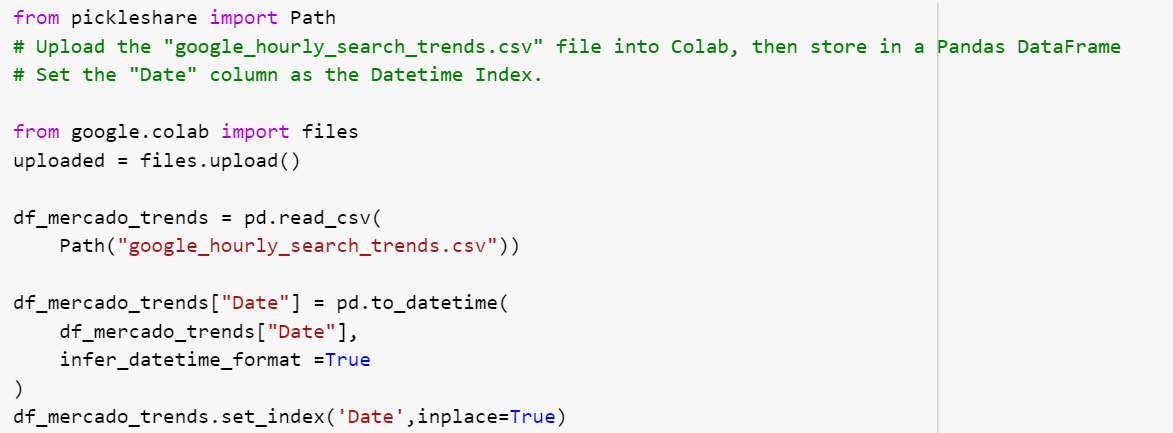 from pickleshare import Path
# Upload the "google_hourly_search_trends.csv" file into Colab, then store in a Pandas DataFrame
# Set the "Date" column as the Datetime Index.

from google.colab import files
uploaded = files.upload()

df_mercado_trends = pd.read_csv(
    Path("google_hourly_search_trends.csv"))

df_mercado_trends["Date"] = pd.to_datetime(
    df_mercado_trends["Date"],
    infer_datetime_format =True
)
df_mercado_trends.set_index('Date',inplace=True)